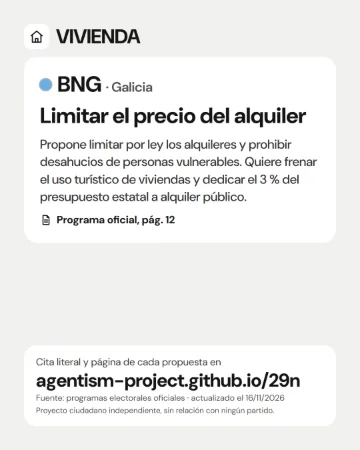 VIVIENDA
BNG · Galicia
Limitar el precio del alquiler
Propone limitar por ley los alquileres y prohibir
desahucios de personas vulnerables. Quiere frenar
el uso turístico de viviendas y dedicar el 3 % del
presupuesto estatal a alquiler público.
Programa oficial, pág. 12
Cita literal y página de cada propuesta en
agentism-project.github.io/29n
Fuente: programas electorales oficiales · actualizado el 16/11/2026
Proyecto ciudadano independiente, sin relación con ningún partido.